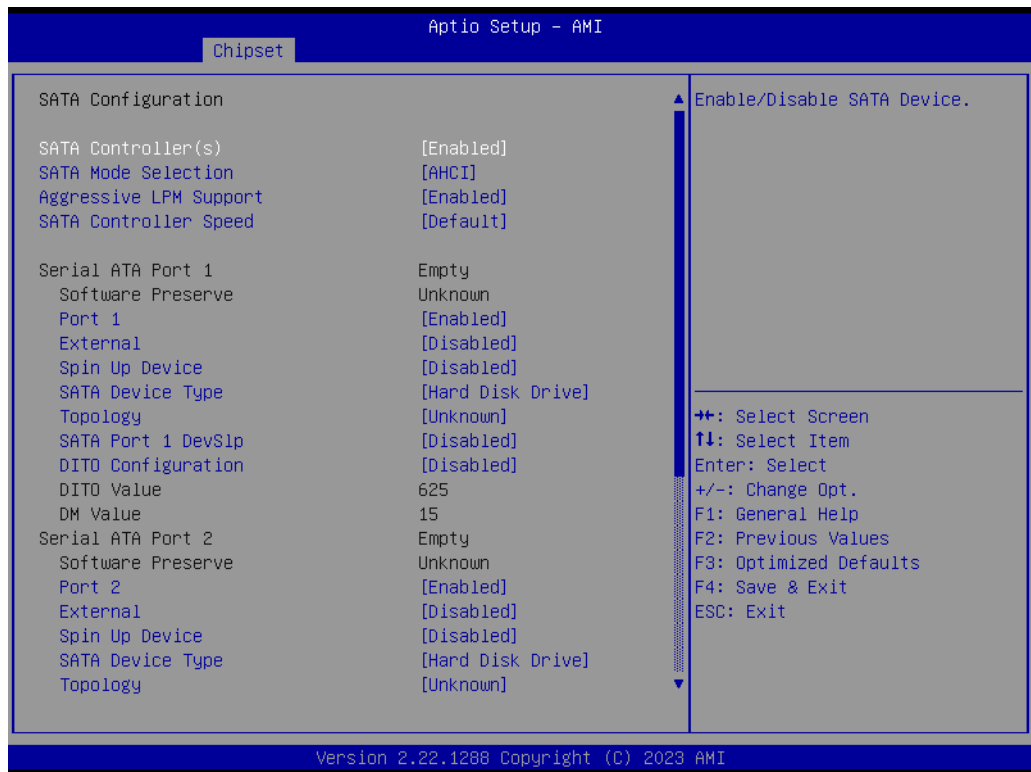 Aptio Setup – AMI
Chipset
SATA Configuration
SATA Controller(s) [Enabled]
SATA Mode Selection [AHCI]
Aggressive LPM Support [Enabled]
SATA Controller Speed [Default]
Serial ATA Port 1 Empty
Software Preserve Unknown
Port 1 [Enabled]
External [Disabled]
Spin Up Device [Disabled]
SATA Device Type [Hard Disk Drive]
Topology [Unknown]
SATA Port 1 DevSlp [Disabled]
DITO Configuration [Disabled]
DITO Value 625
DM Value 15
Serial ATA Port 2 Empty
Software Preserve Unknown
Port 2 [Enabled]
External [Disabled]
Spin Up Device [Disabled]
SATA Device Type [Hard Disk Drive]
Topology [Unknown]
Enable/Disable SATA Device.
→←: Select Screen
↑↓: Select Item
Enter: Select
+/-: Change Opt.
F1: General Help
F2: Previous Values
F3: Optimized Defaults
F4: Save & Exit
ESC: Exit
Version 2.22.1288 Copyright (C) 2023 AMI